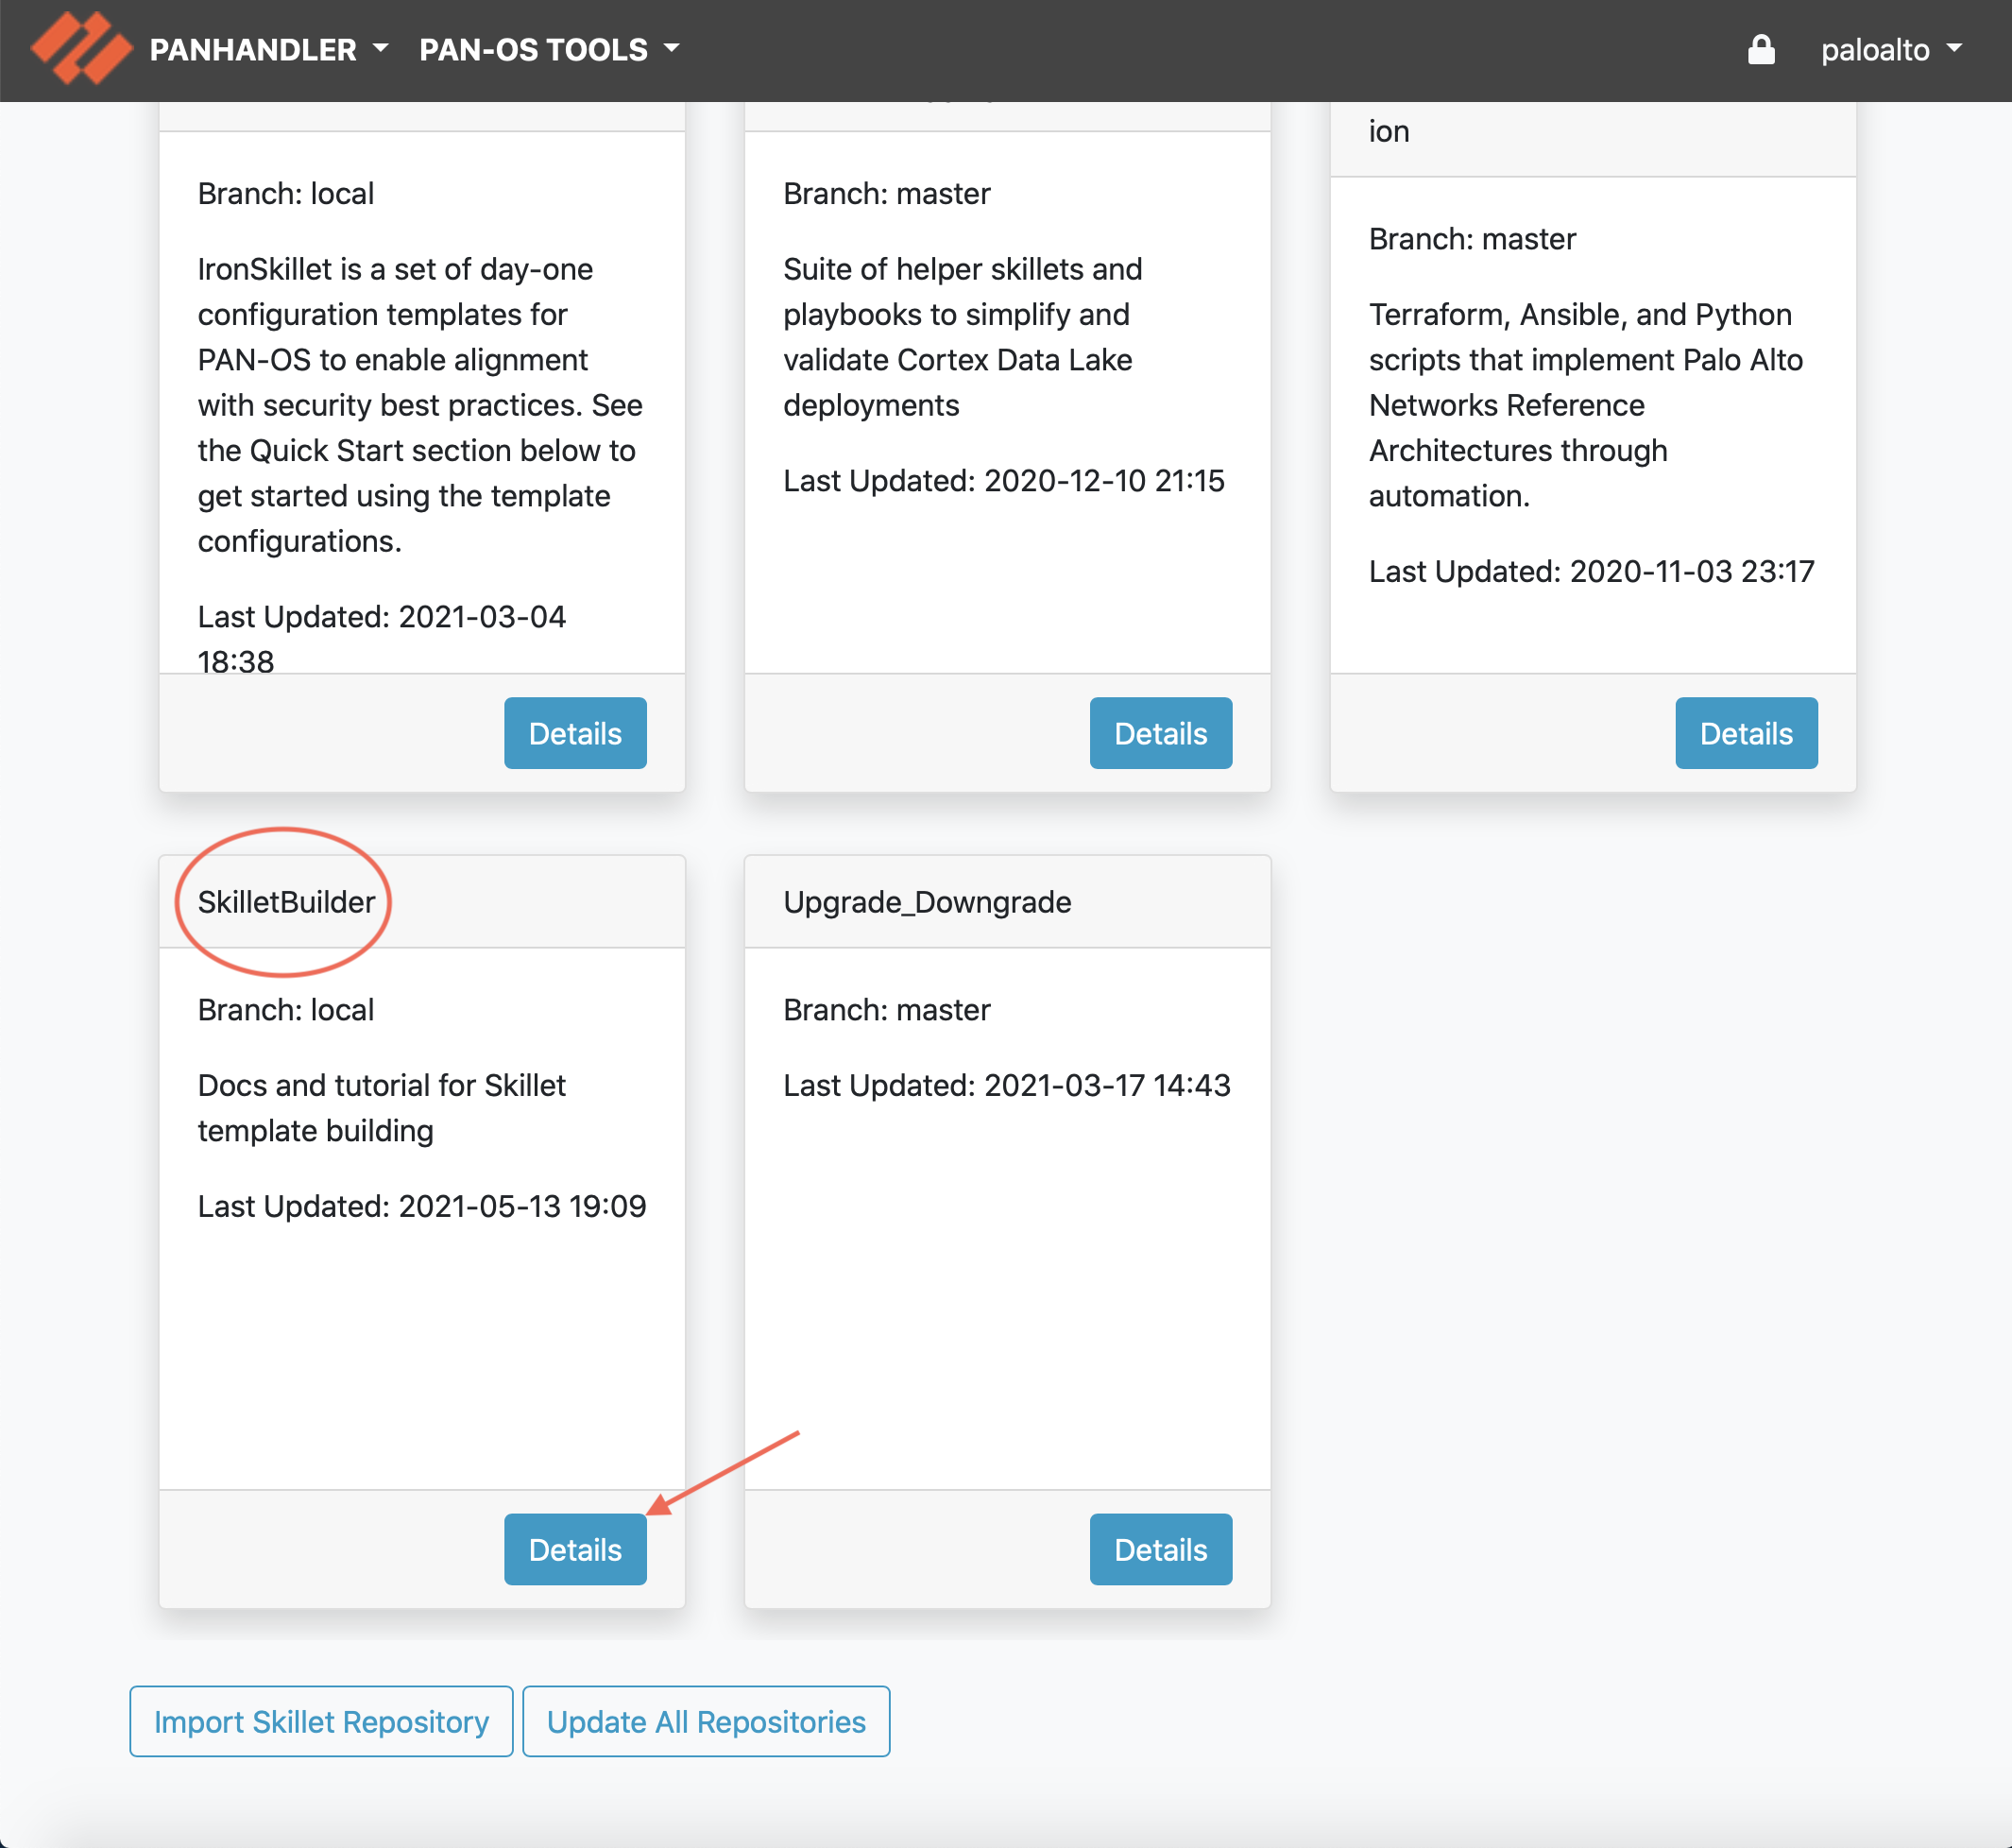 PANHANDLER PAN-OS TOOLS paloalto
Branch: local
IronSkillet is a set of day-one
configuration templates for
PAN-OS to enable alignment
with security best practices. See
the Quick Start section below to
get started using the template
configurations.
Last Updated: 2021-03-04
18:38
Details
Branch: master
Suite of helper skillets and
playbooks to simplify and
validate Cortex Data Lake
deployments
Last Updated: 2020-12-10 21:15
Details
ion
Branch: master
Terraform, Ansible, and Python
scripts that implement Palo Alto
Networks Reference
Architectures through
automation.
Last Updated: 2020-11-03 23:17
Details
SkilletBuilder
Branch: local
Docs and tutorial for Skillet
template building
Last Updated: 2021-05-13 19:09
Details
Upgrade_Downgrade
Branch: master
Last Updated: 2021-03-17 14:43
Details
Import Skillet Repository
Update All Repositories